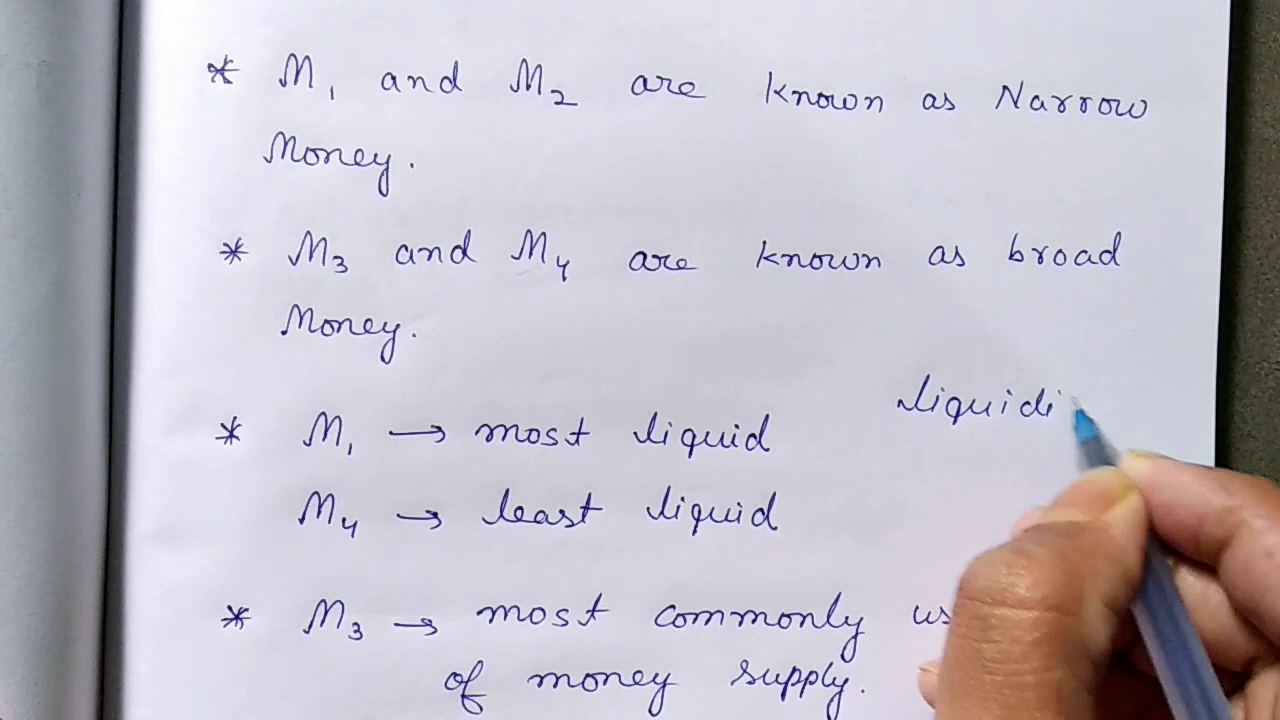 * M₁ and M₂ are known as Narrow
Money.
* M₃ and M₄ are known as broad
Money.
liquidi
* M₁ → most liquid
M₄ → least liquid
* M₃ → most commonly us
of money supply.